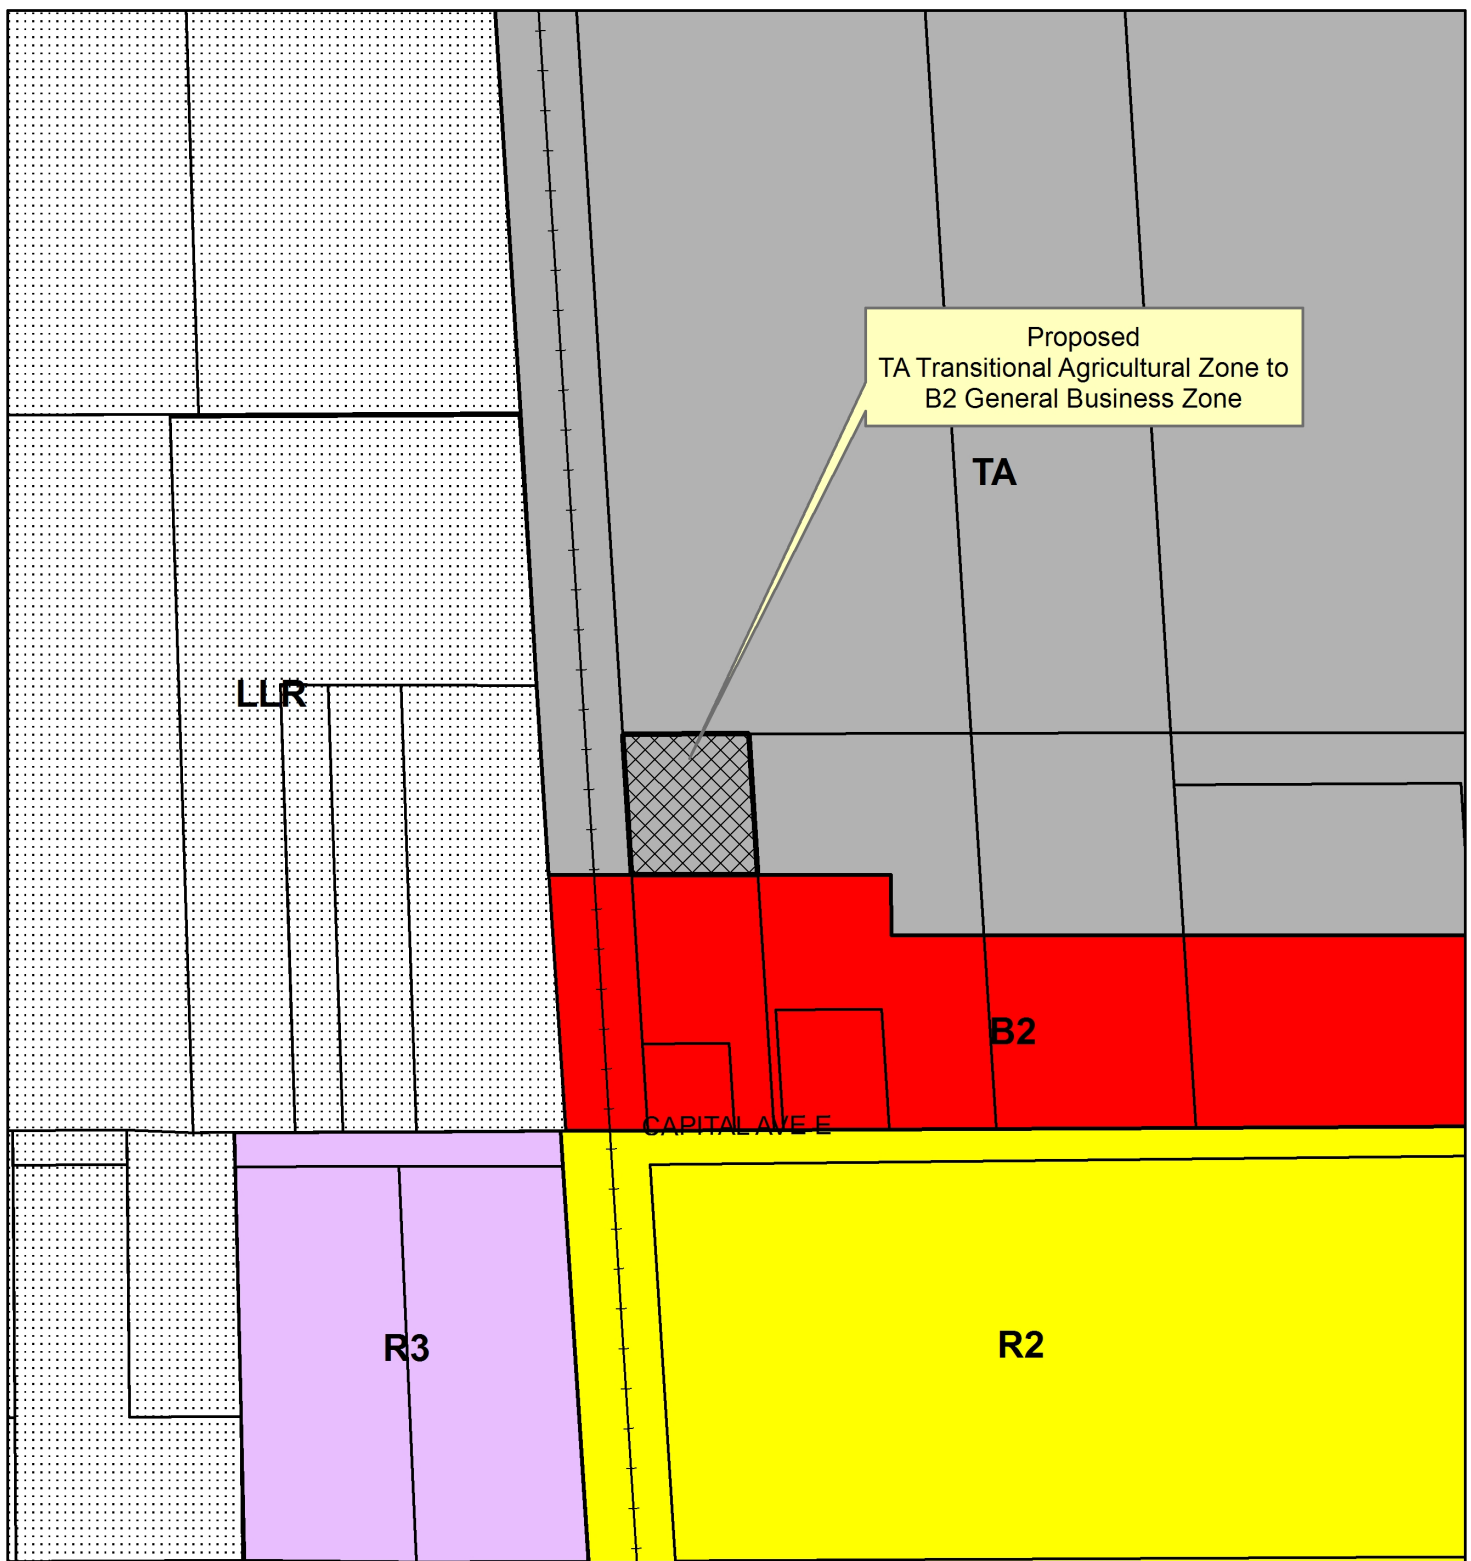 Proposed
TA Transitional Agricultural Zone to
B2 General Business Zone
TA
LLR
B2
CAPITAL AVE E
R3
R2